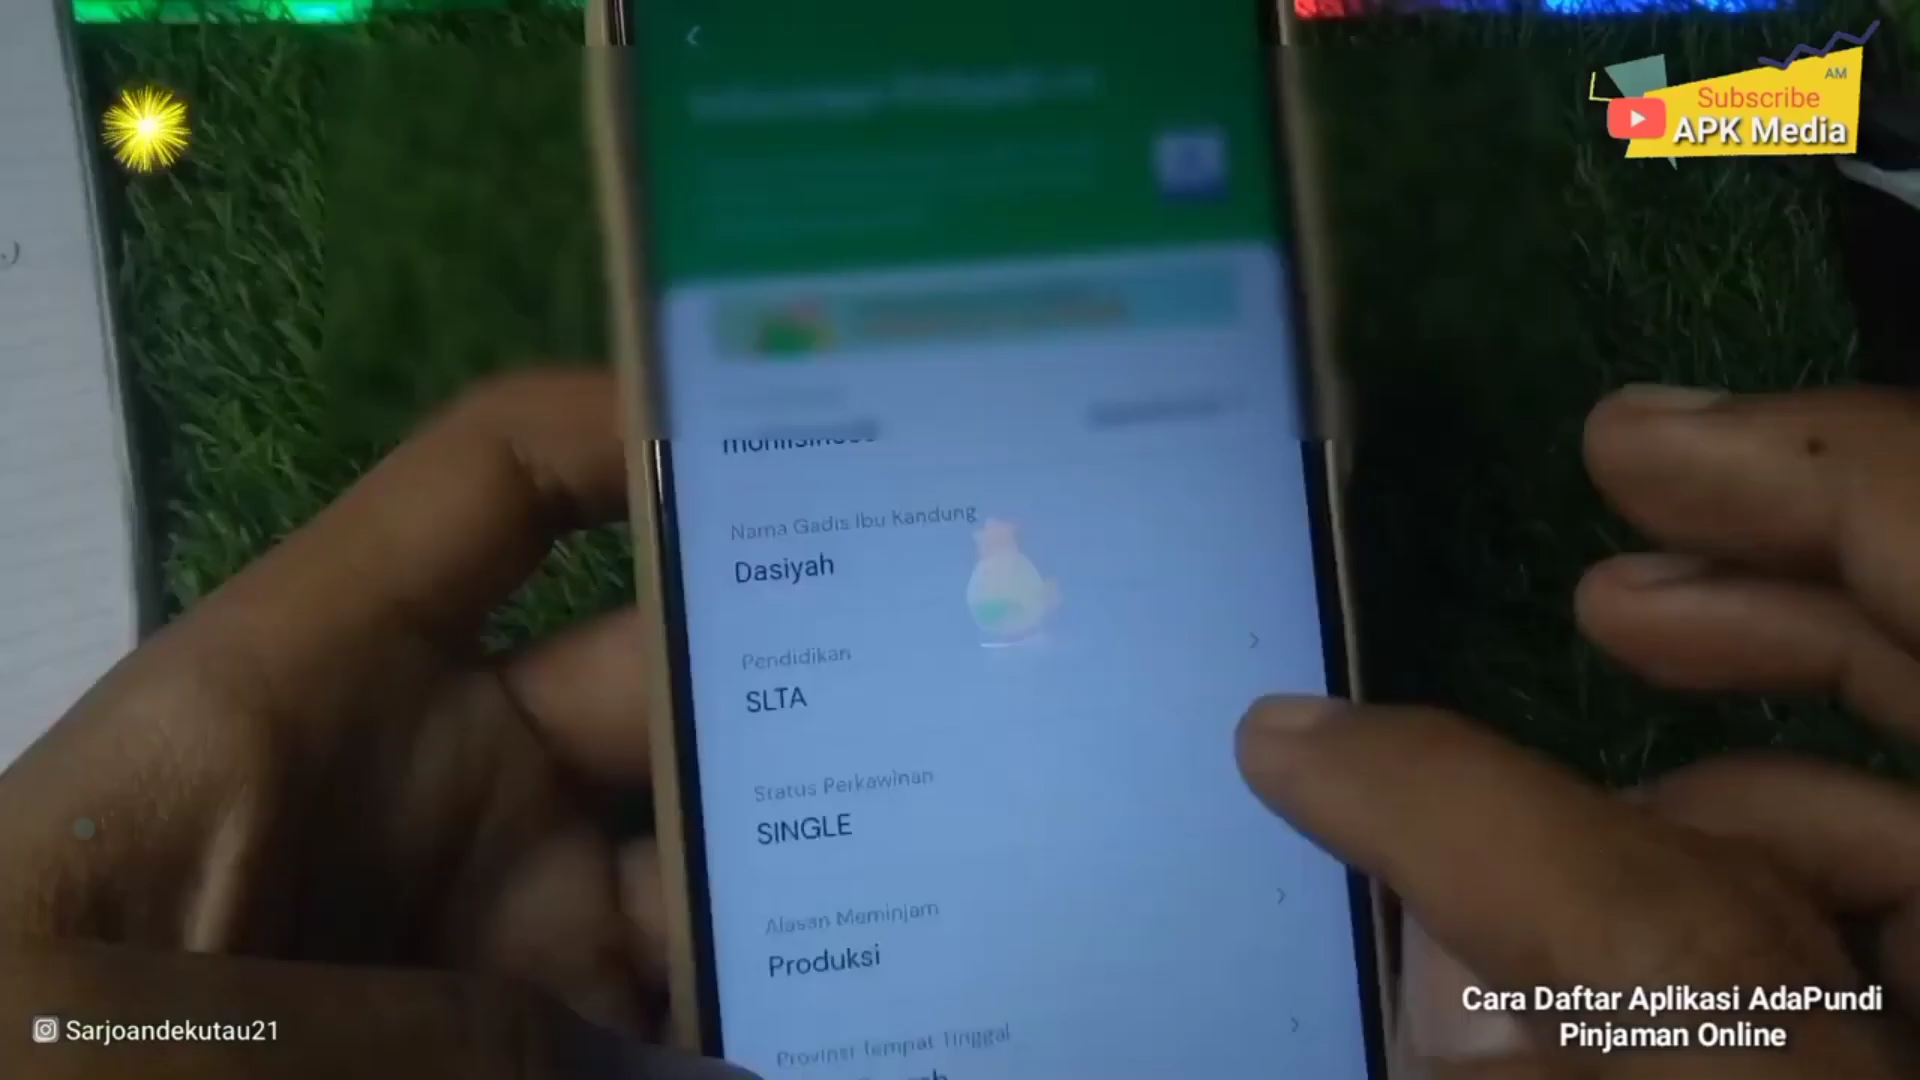 AM
Subscribe
APK Media
Nama Gadis Ibu Kandung
Dasiyah
Pendidikan
SLTA
Status Perkawinan
SINGLE
Alasan Meminjam
Produksi
Provinsi Tempat Tinggal
Sarjoandekutau21
Cara Daftar Aplikasi AdaPundi
Pinjaman Online